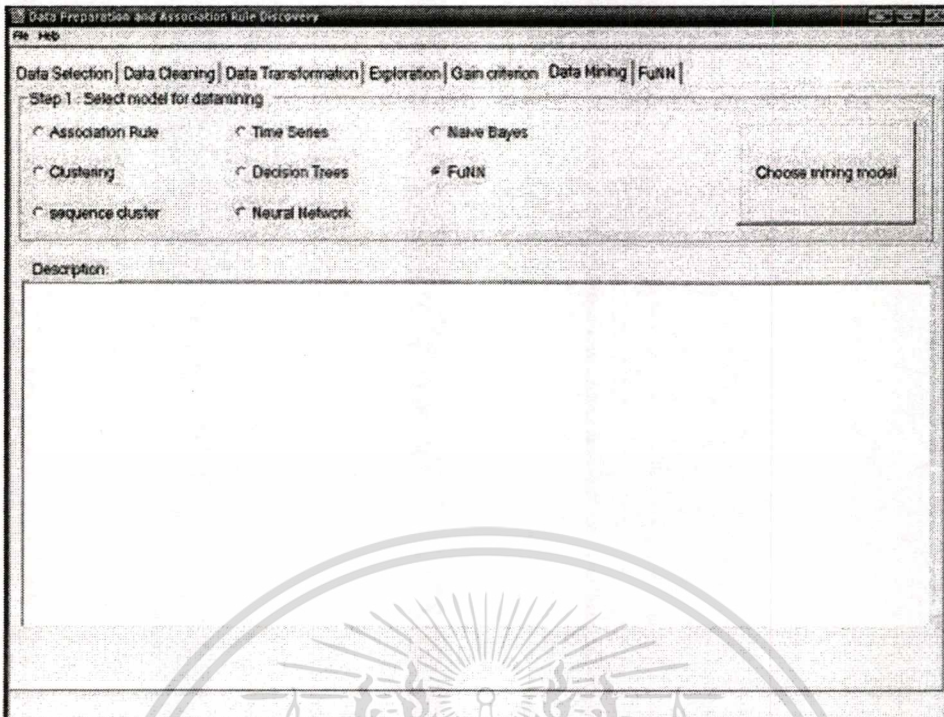 Data Preparation and Association Rule Discovery
File Help
Data Selection Data Cleaning Data Transformation Exploration Gain criterion Data Mining FuNN
Step 1 : Select model for datamining
Association Rule Time Series Naive Bayes
Clustering Decision Trees FuNN Choose mining model
sequence cluster Neural Network
Description: